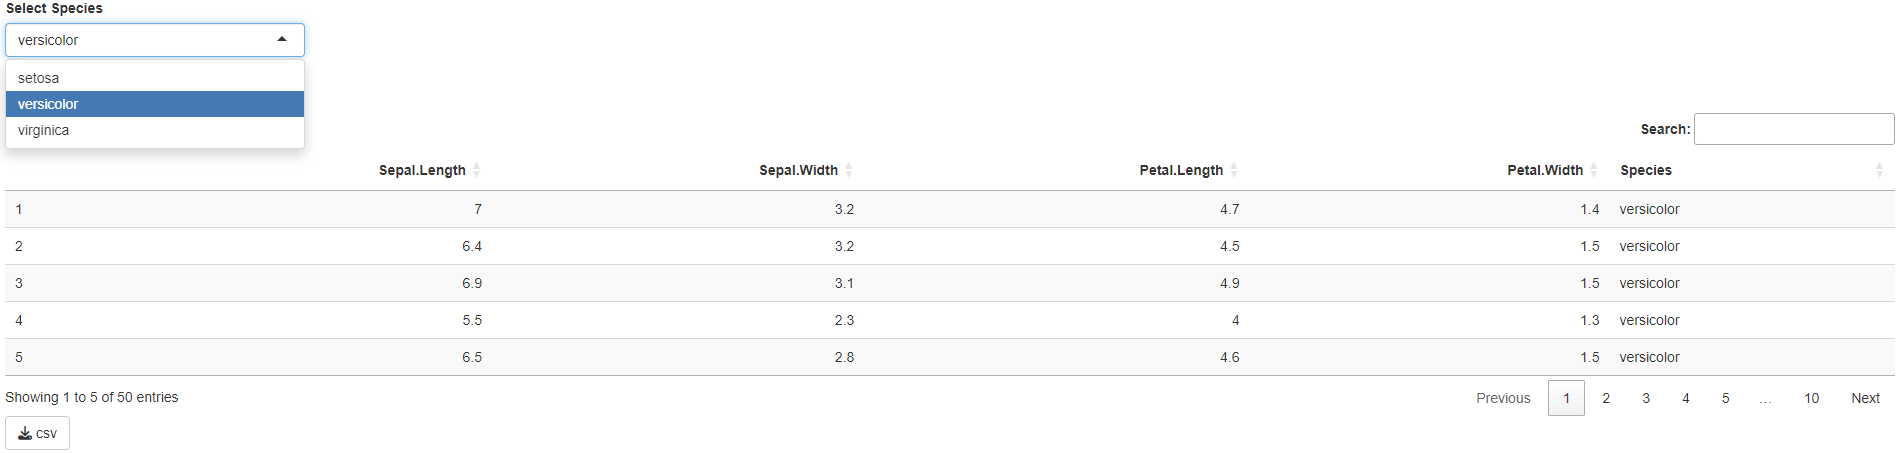 Select Species
versicolor
setosa
versicolor
virginica
Search:
Sepal.Length Sepal.Width Petal.Length Petal.Width Species
1 7 3.2 4.7 1.4 versicolor
2 6.4 3.2 4.5 1.5 versicolor
3 6.9 3.1 4.9 1.5 versicolor
4 5.5 2.3 4 1.3 versicolor
5 6.5 2.8 4.6 1.5 versicolor
Showing 1 to 5 of 50 entries Previous 1 2 3 4 5 … 10 Next
csv